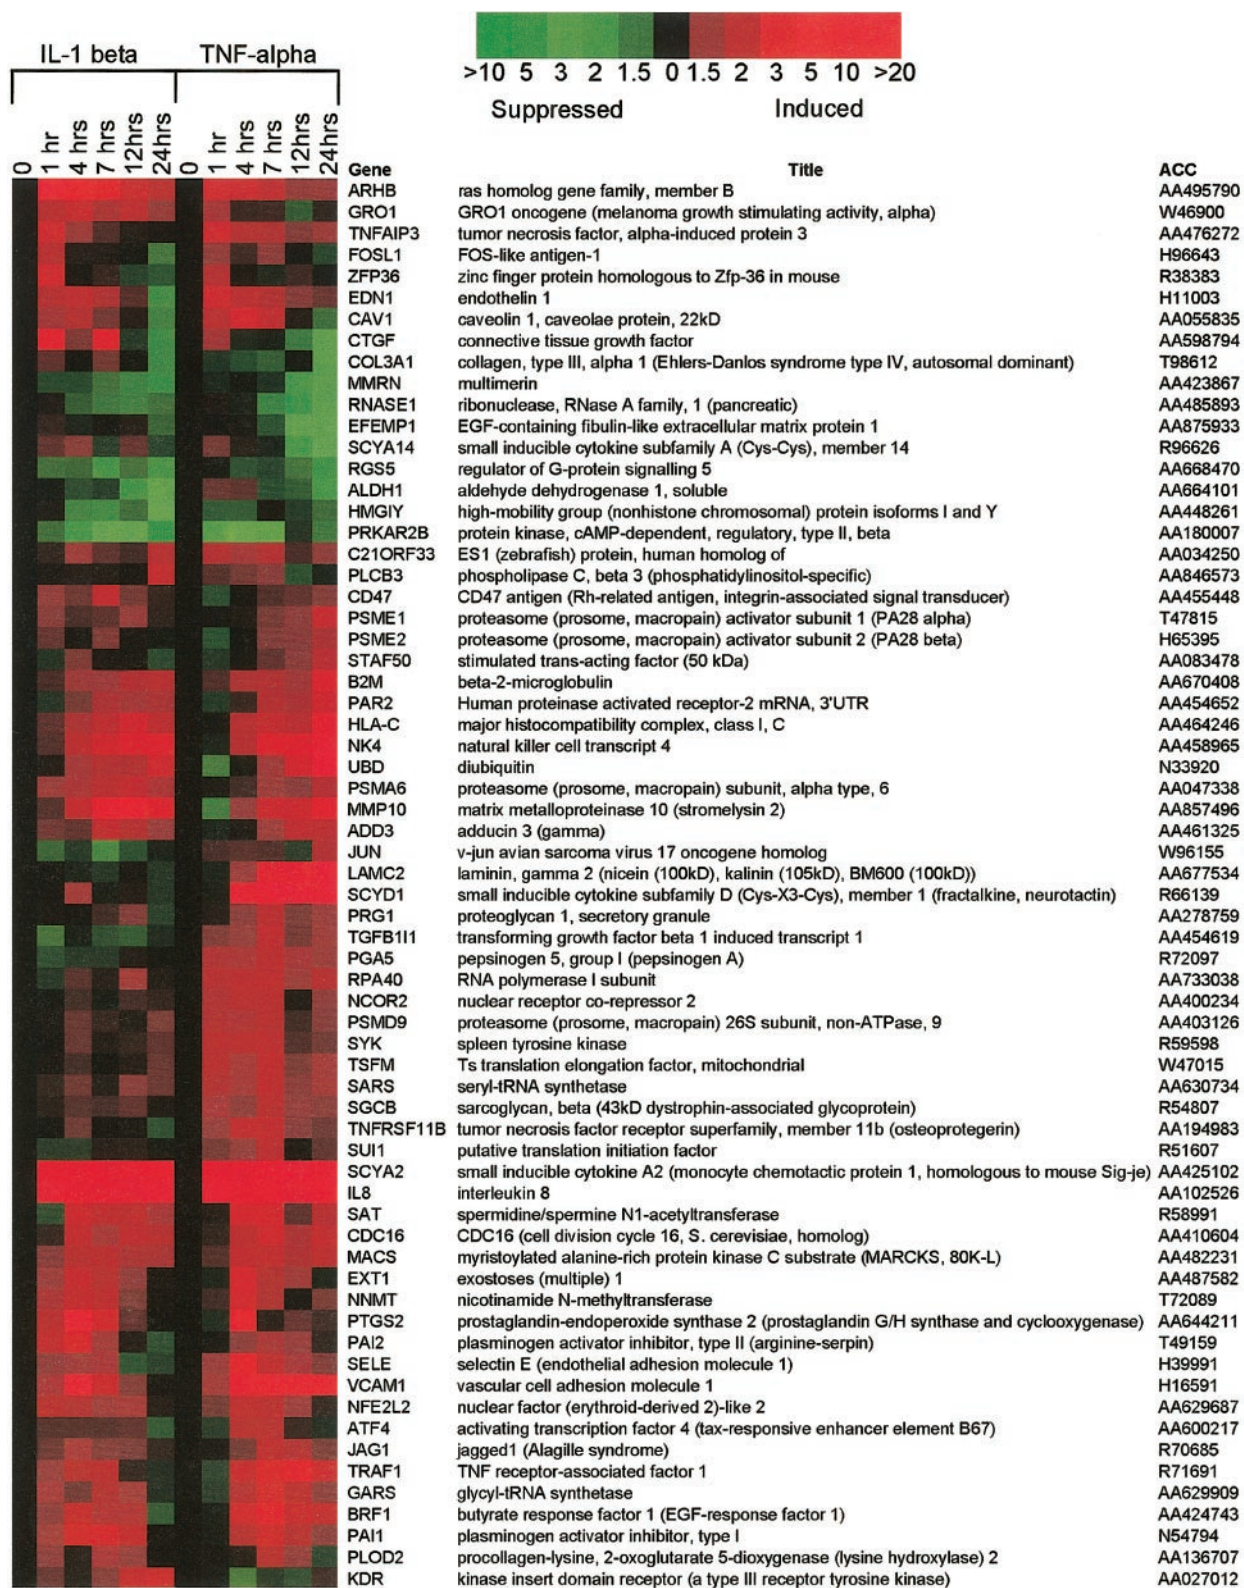 IL-1 beta TNF-alpha
>10 5 3 2 1.5 0 1.5 2 3 5 10 >20
Suppressed Induced
0 1 hr 4 hrs 7 hrs 12hrs 24hrs 0 1 hr 4 hrs 7 hrs 12hrs 24hrs
Gene Title ACC
ARHB ras homolog gene family, member B AA495790
GRO1 GRO1 oncogene (melanoma growth stimulating activity, alpha) W46900
TNFAIP3 tumor necrosis factor, alpha-induced protein 3 AA476272
FOSL1 FOS-like antigen-1 H96643
ZFP36 zinc finger protein homologous to Zfp-36 in mouse R38383
EDN1 endothelin 1 H11003
CAV1 caveolin 1, caveolae protein, 22kD AA055835
CTGF connective tissue growth factor AA598794
COL3A1 collagen, type III, alpha 1 (Ehlers-Danlos syndrome type IV, autosomal dominant) T98612
MMRN multimerin AA423867
RNASE1 ribonuclease, RNase A family, 1 (pancreatic) AA485893
EFEMP1 EGF-containing fibulin-like extracellular matrix protein 1 AA875933
SCYA14 small inducible cytokine subfamily A (Cys-Cys), member 14 R96626
RGS5 regulator of G-protein signalling 5 AA668470
ALDH1 aldehyde dehydrogenase 1, soluble AA664101
HMGIY high-mobility group (nonhistone chromosomal) protein isoforms I and Y AA448261
PRKAR2B protein kinase, cAMP-dependent, regulatory, type II, beta AA180007
C21ORF33 ES1 (zebrafish) protein, human homolog of AA034250
PLCB3 phospholipase C, beta 3 (phosphatidylinositol-specific) AA846573
CD47 CD47 antigen (Rh-related antigen, integrin-associated signal transducer) AA455448
PSME1 proteasome (prosome, macropain) activator subunit 1 (PA28 alpha) T47815
PSME2 proteasome (prosome, macropain) activator subunit 2 (PA28 beta) H65395
STAF50 stimulated trans-acting factor (50 kDa) AA083478
B2M beta-2-microglobulin AA670408
PAR2 Human proteinase activated receptor-2 mRNA, 3'UTR AA454652
HLA-C major histocompatibility complex, class I, C AA464246
NK4 natural killer cell transcript 4 AA458965
UBD diubiquitin N33920
PSMA6 proteasome (prosome, macropain) subunit, alpha type, 6 AA047338
MMP10 matrix metalloproteinase 10 (stromelysin 2) AA857496
ADD3 adducin 3 (gamma) AA461325
JUN v-jun avian sarcoma virus 17 oncogene homolog W96155
LAMC2 laminin, gamma 2 (nicein (100kD), kalinin (105kD), BM600 (100kD)) AA677534
SCYD1 small inducible cytokine subfamily D (Cys-X3-Cys), member 1 (fractalkine, neurotactin) R66139
PRG1 proteoglycan 1, secretory granule AA278759
TGFB1I1 transforming growth factor beta 1 induced transcript 1 AA454619
PGA5 pepsinogen 5, group I (pepsinogen A) R72097
RPA40 RNA polymerase I subunit AA733038
NCOR2 nuclear receptor co-repressor 2 AA400234
PSMD9 proteasome (prosome, macropain) 26S subunit, non-ATPase, 9 AA403126
SYK spleen tyrosine kinase R59598
TSFM Ts translation elongation factor, mitochondrial W47015
SARS seryl-tRNA synthetase AA630734
SGCB sarcoglycan, beta (43kD dystrophin-associated glycoprotein) R54807
TNFRSF11B tumor necrosis factor receptor superfamily, member 11b (osteoprotegerin) AA194983
SUI1 putative translation initiation factor R51607
SCYA2 small inducible cytokine A2 (monocyte chemotactic protein 1, homologous to mouse Sig-je) AA425102
IL8 interleukin 8 AA102526
SAT spermidine/spermine N1-acetyltransferase R58991
CDC16 CDC16 (cell division cycle 16, S. cerevisiae, homolog) AA410604
MACS myristoylated alanine-rich protein kinase C substrate (MARCKS, 80K-L) AA482231
EXT1 exostoses (multiple) 1 AA487582
NNMT nicotinamide N-methyltransferase T72089
PTGS2 prostaglandin-endoperoxide synthase 2 (prostaglandin G/H synthase and cyclooxygenase) AA644211
PAI2 plasminogen activator inhibitor, type II (arginine-serpin) T49159
SELE selectin E (endothelial adhesion molecule 1) H39991
VCAM1 vascular cell adhesion molecule 1 H16591
NFE2L2 nuclear factor (erythroid-derived 2)-like 2 AA629687
ATF4 activating transcription factor 4 (tax-responsive enhancer element B67) AA600217
JAG1 jagged1 (Alagille syndrome) R70685
TRAF1 TNF receptor-associated factor 1 R71691
GARS glycyl-tRNA synthetase AA629909
BRF1 butyrate response factor 1 (EGF-response factor 1) AA424743
PAI1 plasminogen activator inhibitor, type I N54794
PLOD2 procollagen-lysine, 2-oxoglutarate 5-dioxygenase (lysine hydroxylase) 2 AA136707
KDR kinase insert domain receptor (a type III receptor tyrosine kinase) AA027012